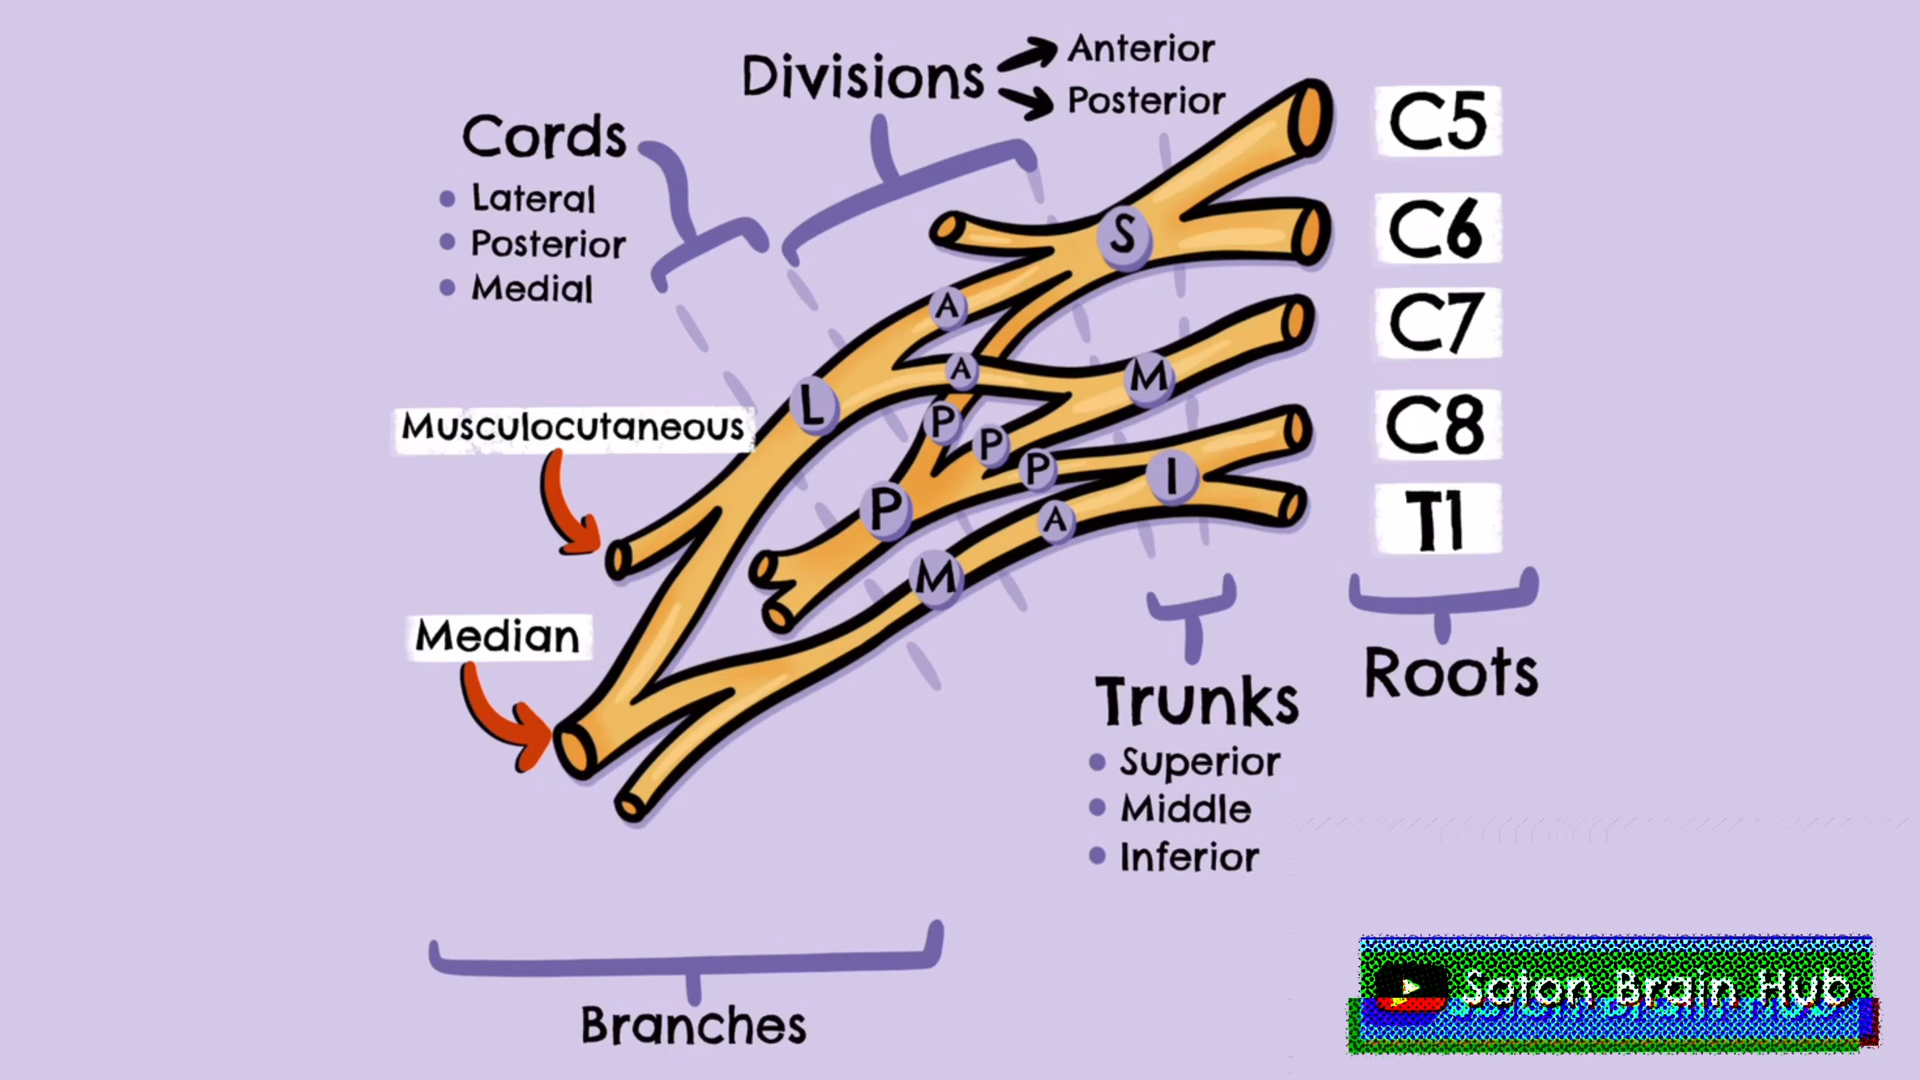 Divisions
Anterior
Posterior
Cords
Lateral
Posterior
Medial
C5
C6
C7
C8
T1
S
A
A
M
L
P
P
P
I
P
A
M
Musculocutaneous
Median
Roots
Trunks
Superior
Middle
Inferior
Branches
Soton Brain Hub